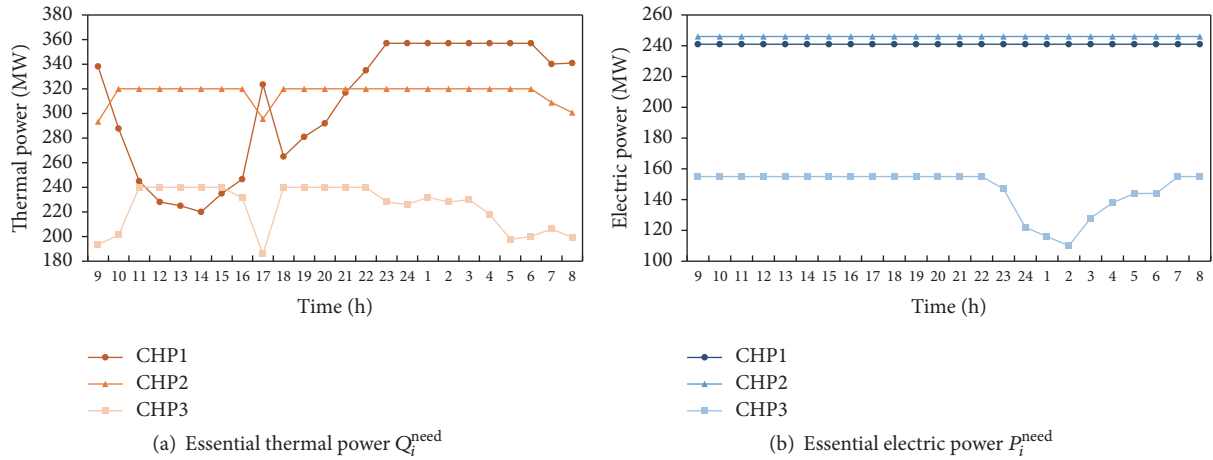 Thermal power (MW)
380
360
340
320
300
280
260
240
220
200
180
9 10 11 12 13 14 15 16 17 18 19 20 21 22 23 24 1 2 3 4 5 6 7 8
Time (h)
CHP1
CHP2
CHP3
(a) Essential thermal power Q_i^need
Electric power (MW)
260
240
220
200
180
160
140
120
100
9 10 11 12 13 14 15 16 17 18 19 20 21 22 23 24 1 2 3 4 5 6 7 8
Time (h)
CHP1
CHP2
CHP3
(b) Essential electric power P_i^need